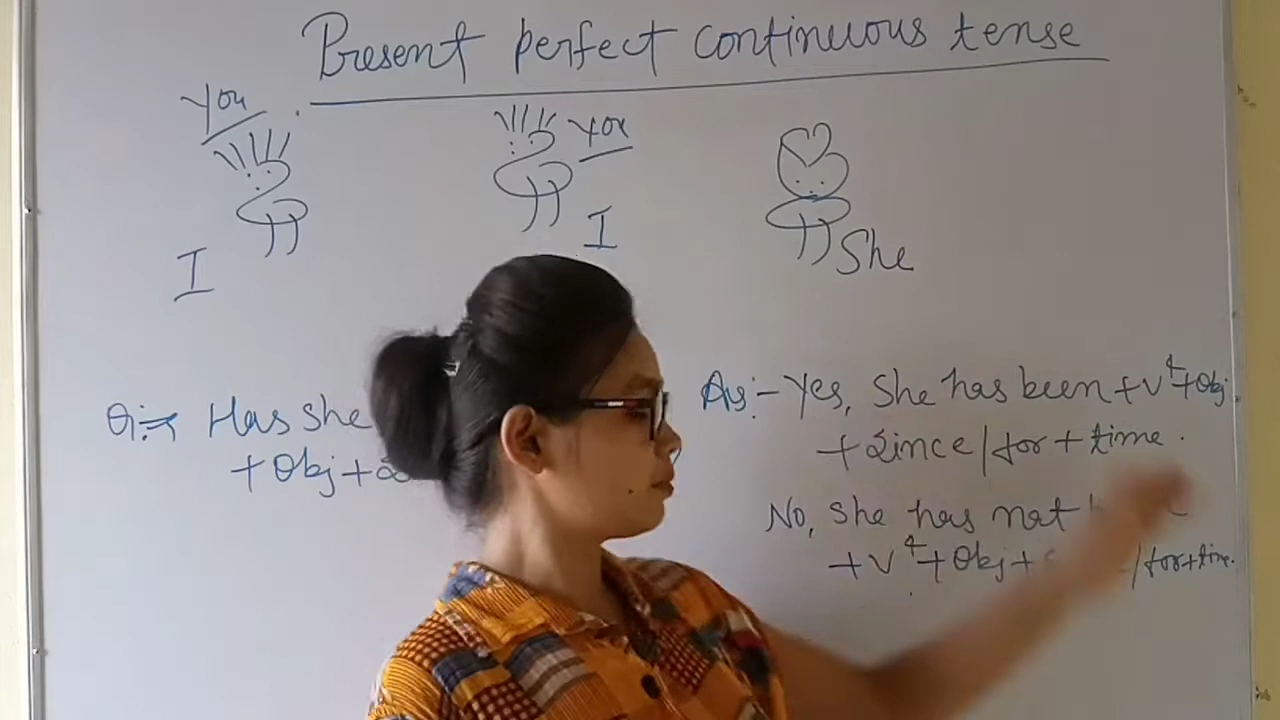 Present perfect continuous tense
You
You
I
I
She
Q:- Has she
+ Obj +
As:- Yes, She has been + V⁴ + Obj
+ Since / for + time.
No, she has not
+ V⁴ + Obj + / for + time.